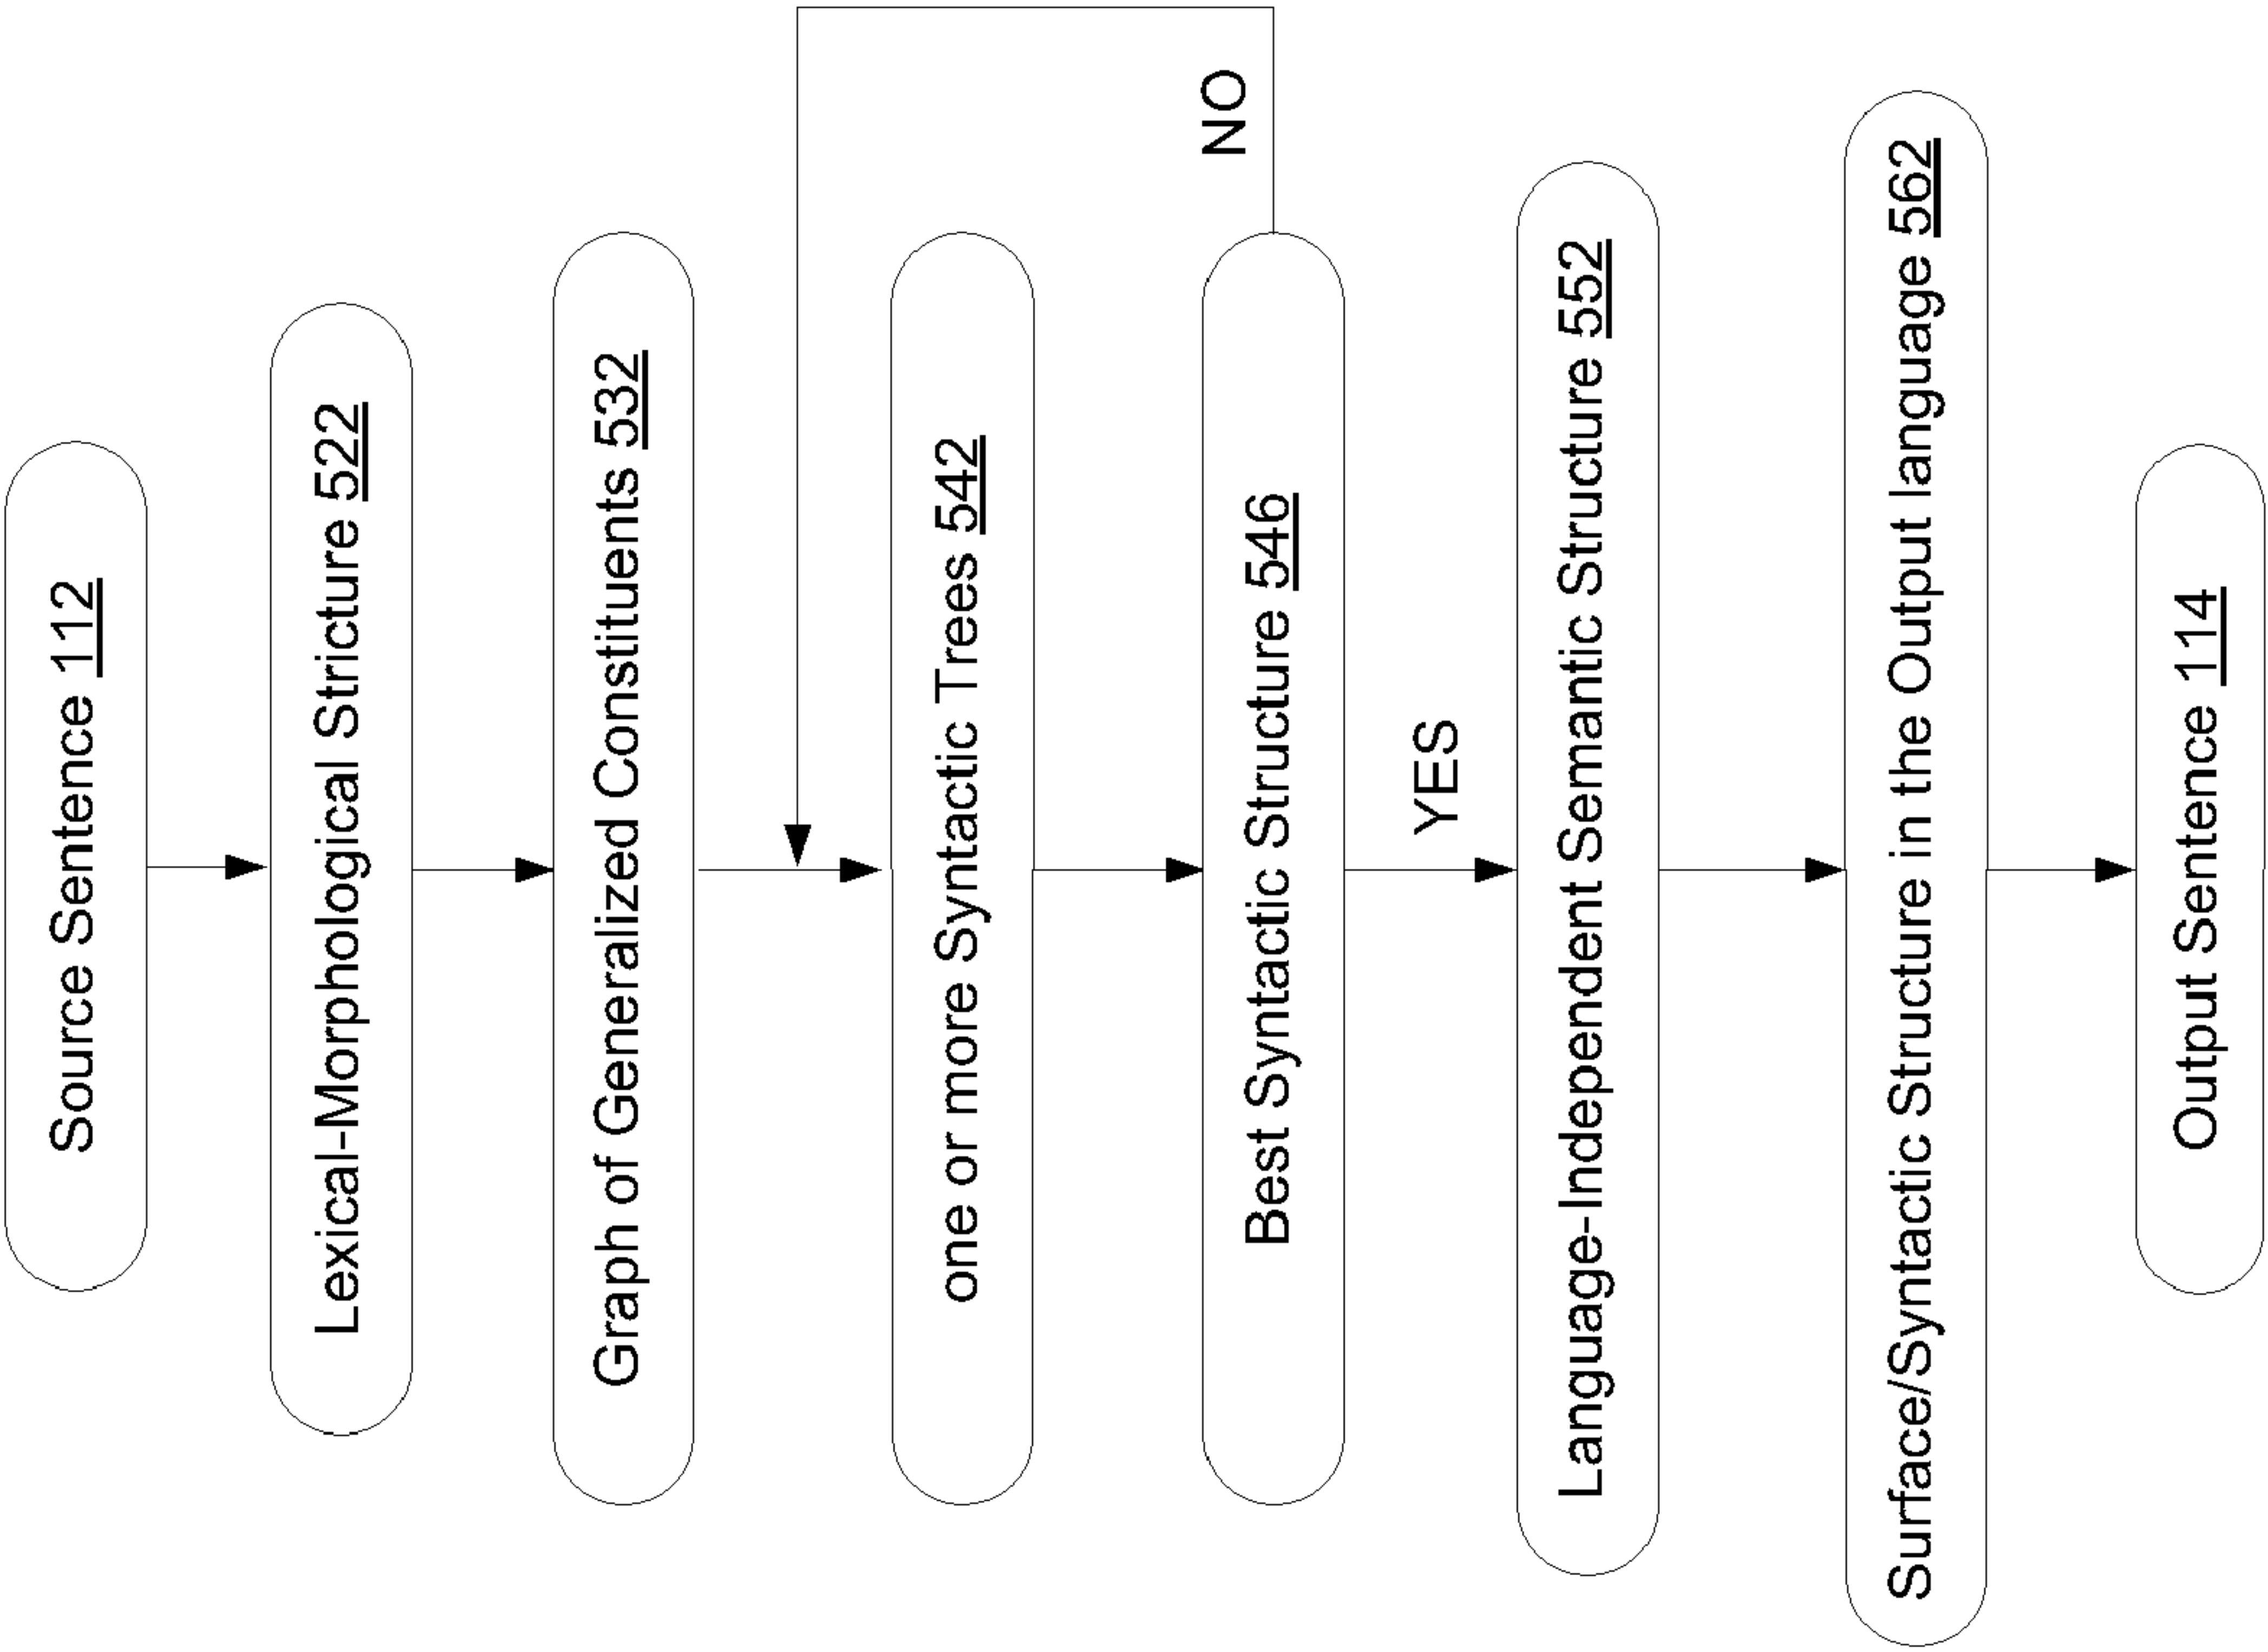 Source Sentence 112
Lexical-Morphological Stricture 522
Graph of Generalized Constituents 532
one or more Syntactic Trees 542
Best Syntactic Structure 546
NO
YES
Language-Independent Semantic Structure 552
Surface/Syntactic Structure in the Output language 562
Output Sentence 114